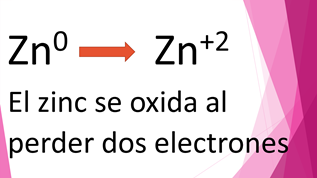 Zn⁰ → Zn⁺²
El zinc se oxida al
perder dos electrones